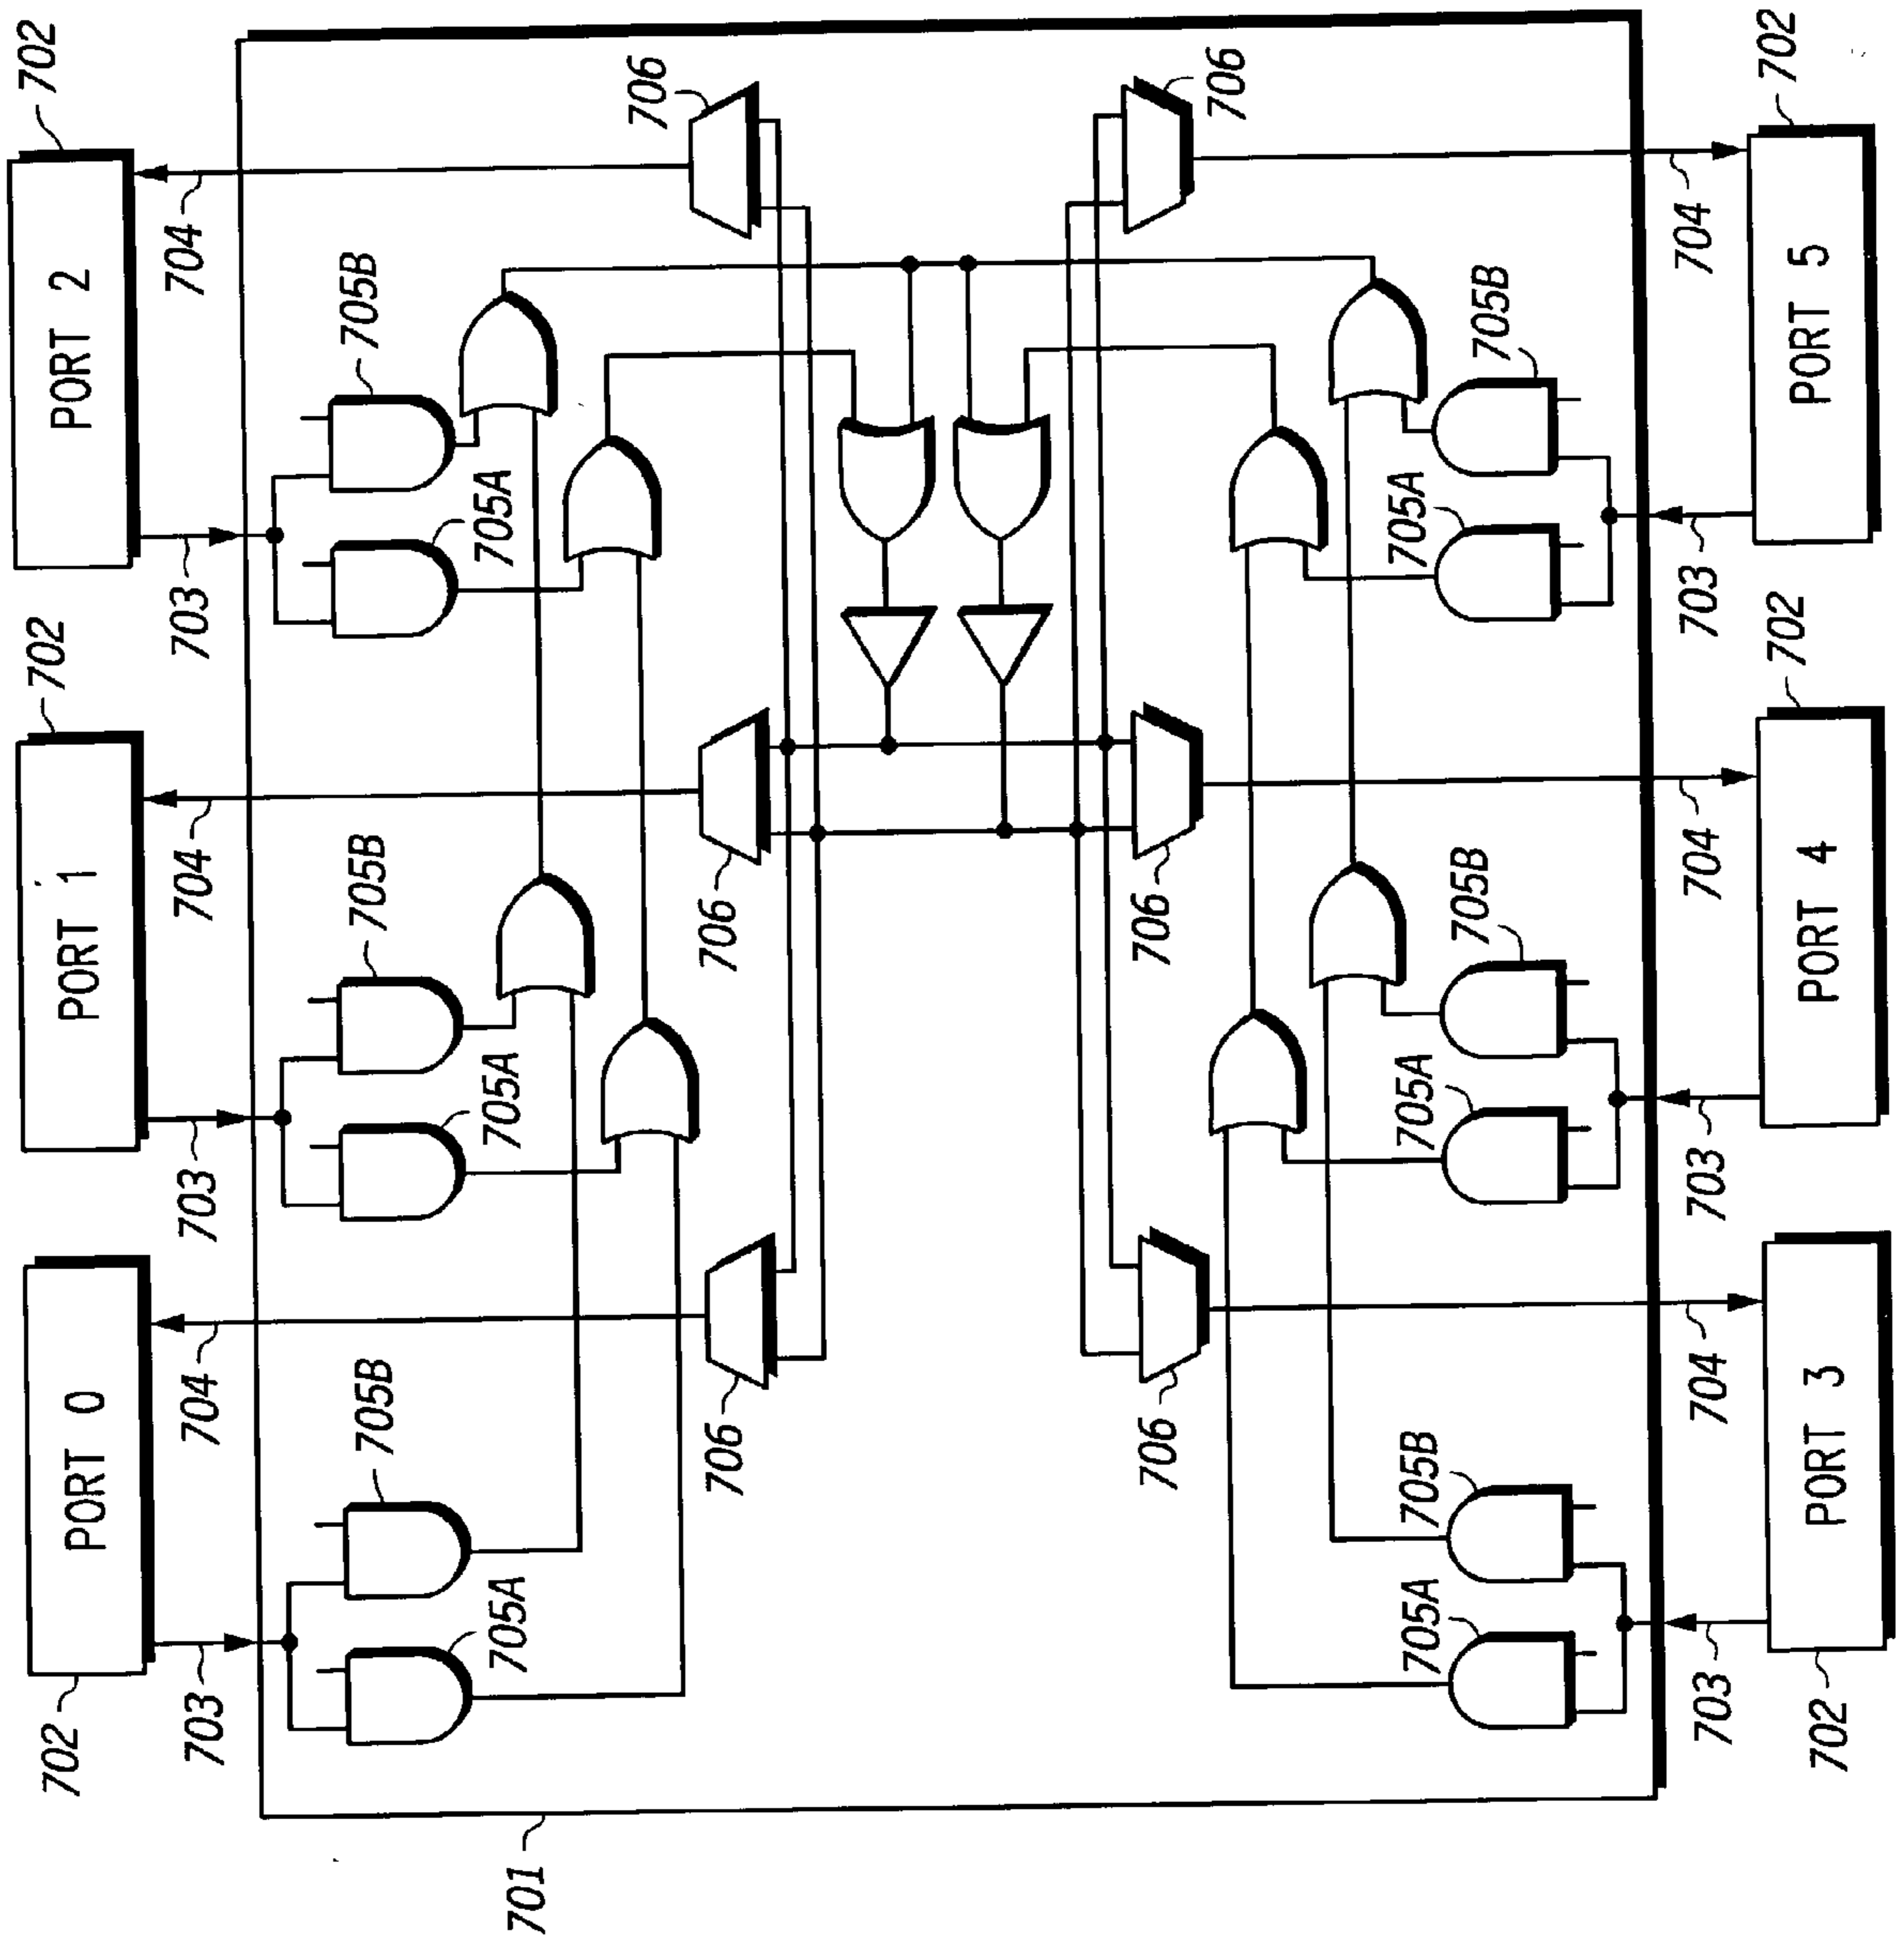 702 702 702
PORT 0 PORT 1 PORT 2
703 704 703 704 703 704
705B 705B 705B
705A 705A 705A
701
706 706 706
706 706 706
705A 705B 705A 705B 705A 705B
703 704 703 704 703 704
702 702
PORT 3 PORT 4 PORT 5
702